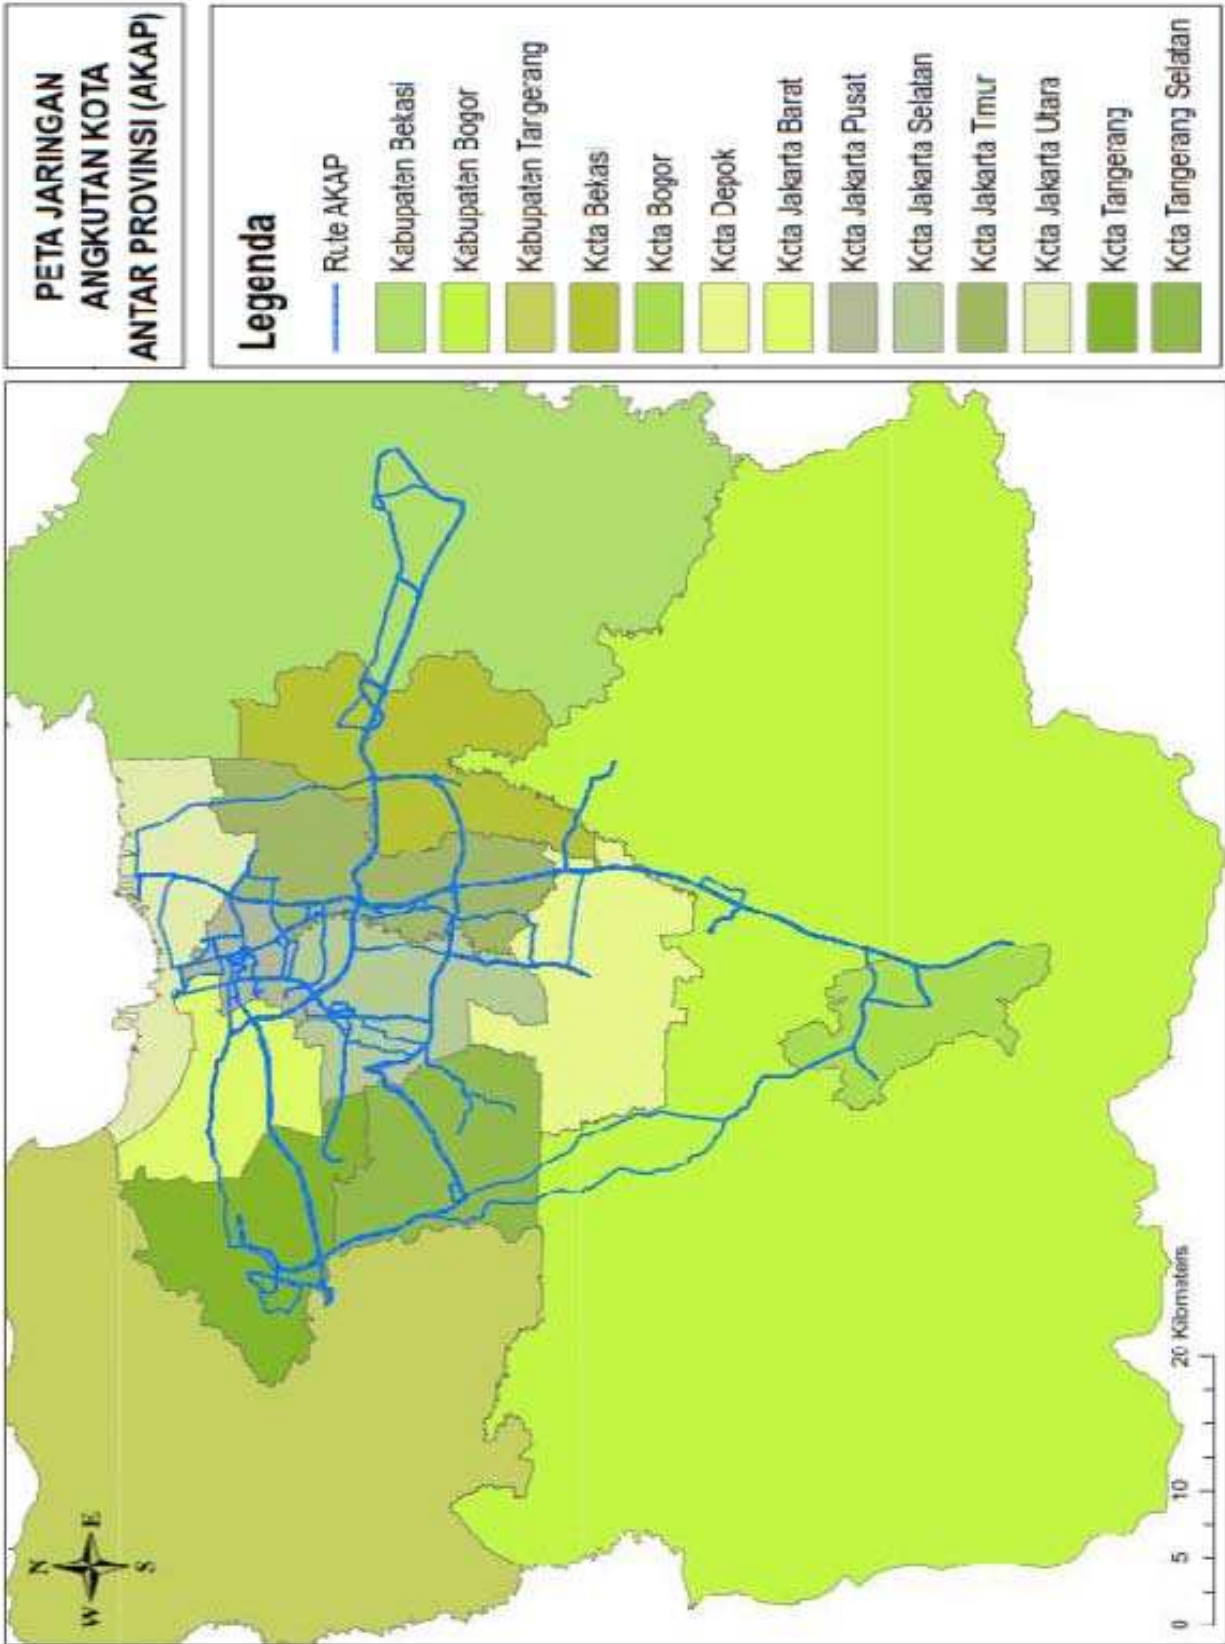 PETA JARINGAN
ANGKUTAN KOTA
ANTAR PROVINSI (AKAP)
Legenda
Rute AKAP
Kabupaten Bekasi
Kabupaten Bogor
Kabupaten Tangerang
Kota Bekasi
Kota Bogor
Kota Depok
Kota Jakarta Barat
Kota Jakarta Pusat
Kota Jakarta Selatan
Kota Jakarta Timur
Kota Jakarta Utara
Kota Tangerang
Kota Tangerang Selatan
N
W E
S
0 5 10 20 Kilometers